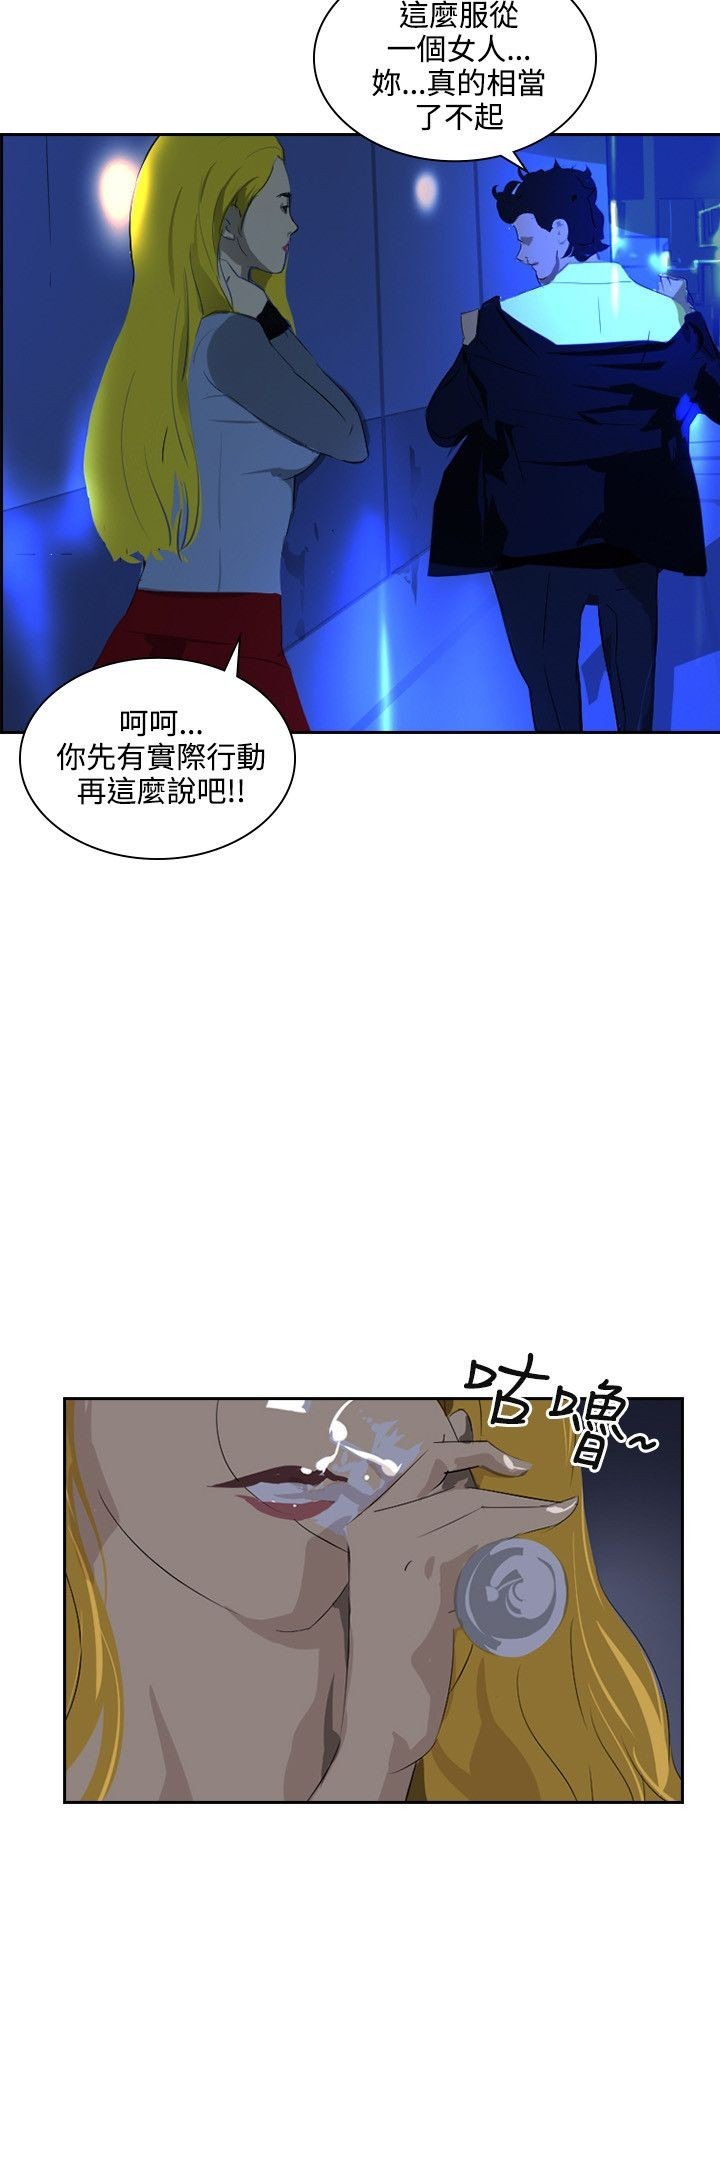 這麼服從
一個女人...
妳...真的相當
了不起
呵呵...
你先有實際行動
再這麼說吧!!
咕嚕~